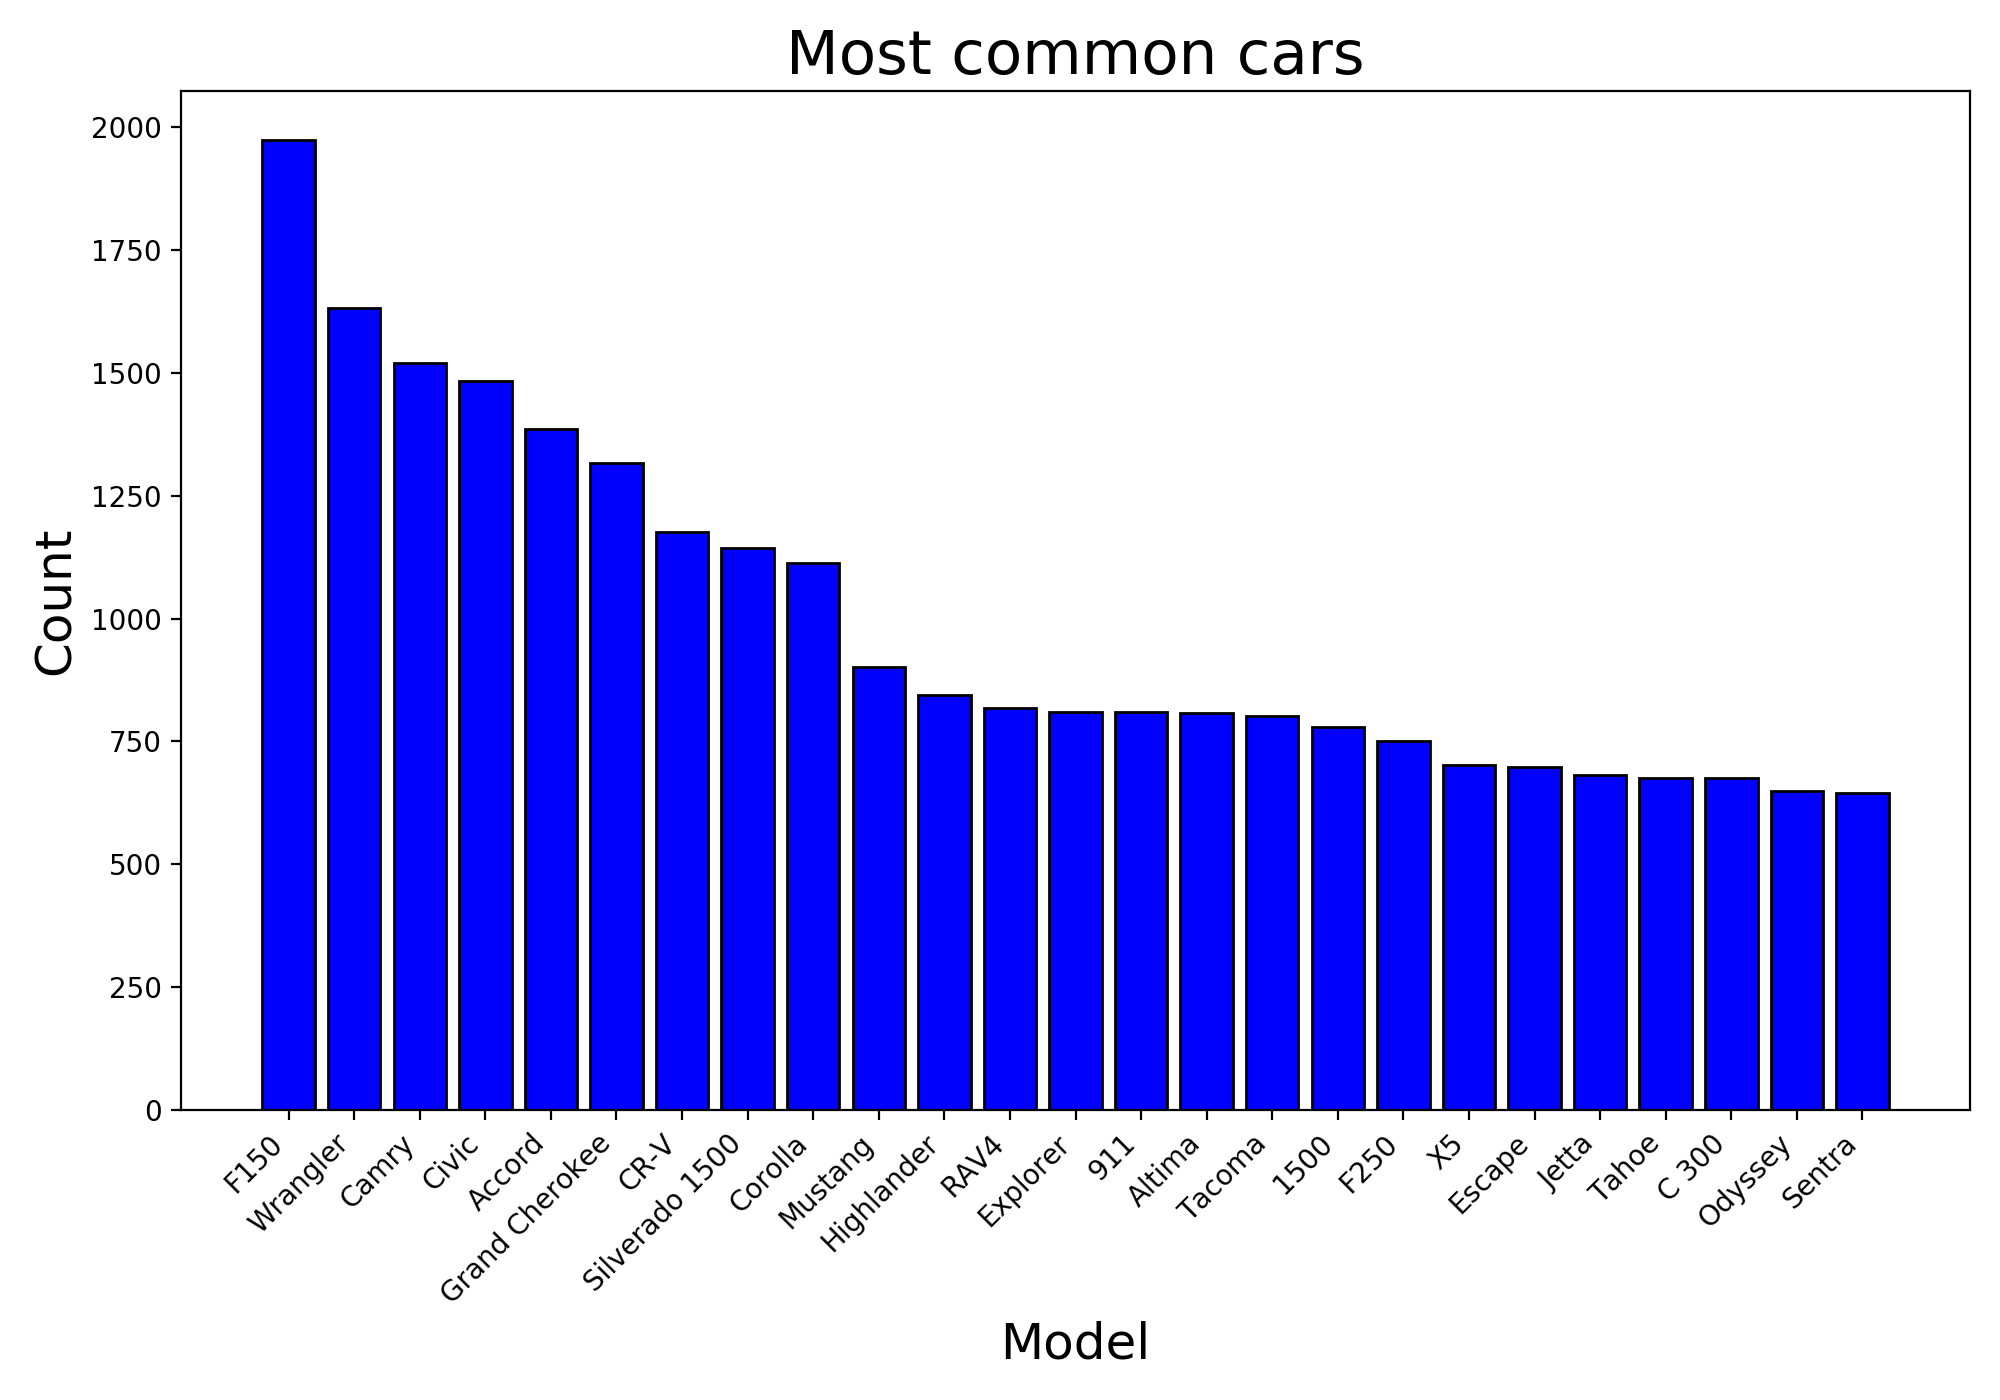 Most common cars
Count
2000
1750
1500
1250
1000
750
500
250
0
F150
Wrangler
Camry
Civic
Accord
Grand Cherokee
CR-V
Silverado 1500
Corolla
Mustang
Highlander
RAV4
Explorer
911
Altima
Tacoma
1500
F250
X5
Escape
Jetta
Tahoe
C 300
Odyssey
Sentra
Model